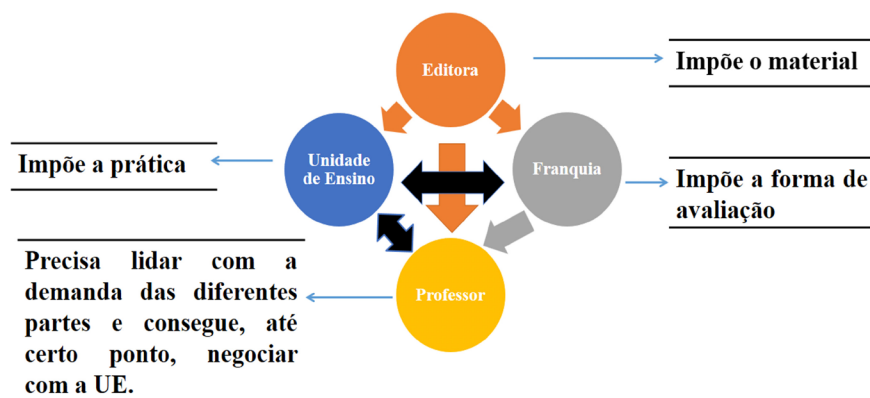 Editora
Impõe o material
Unidade
de Ensino
Impõe a prática
Franquia
Impõe a forma de
avaliação
Professor
Precisa lidar com a
demanda das diferentes
partes e consegue, até
certo ponto, negociar
com a UE.